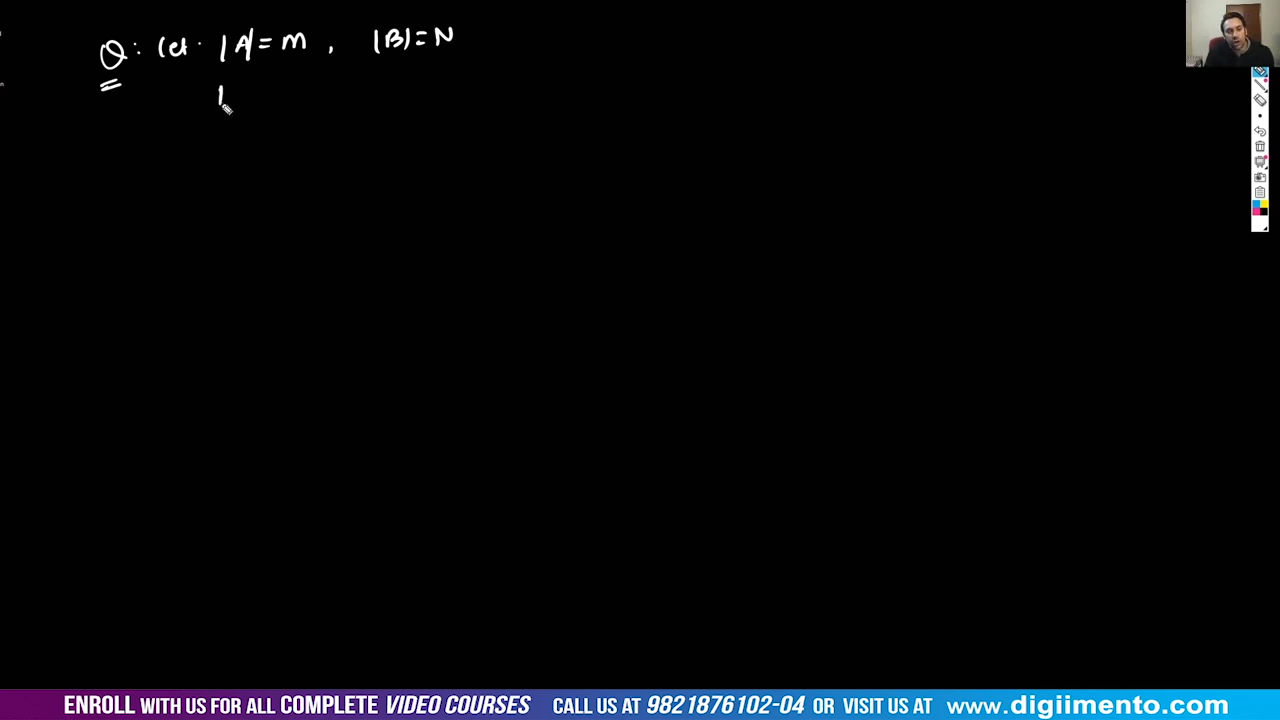 Q: Let |A| = m, |B| = N
|
ENROLL WITH US FOR ALL COMPLETE VIDEO COURSES CALL US AT 9821876102-04 OR VISIT US AT www.digiimento.com